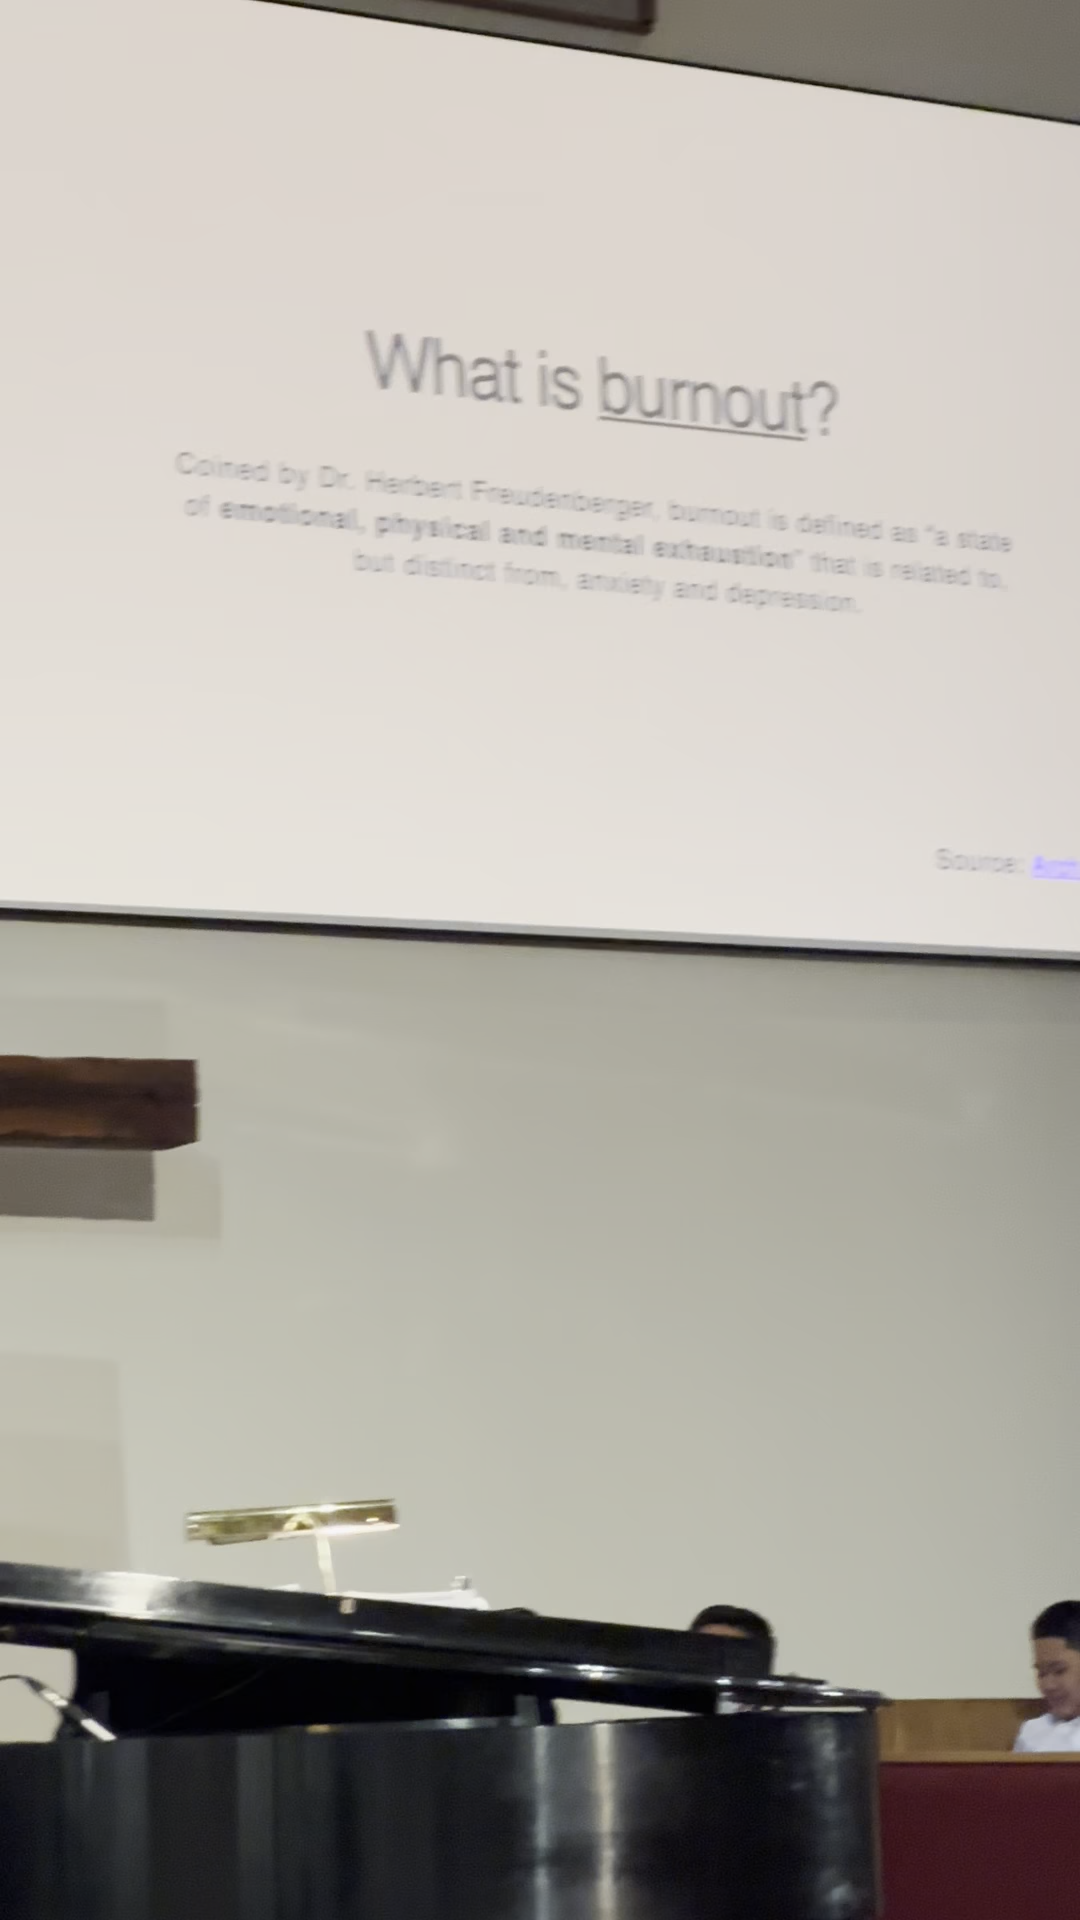 What is burnout?
Coined by Dr. Herbert Freudenberger, burnout is defined as "a state
of emotional, physical and mental exhaustion" that is related to,
but distinct from, anxiety and depression.
Source: